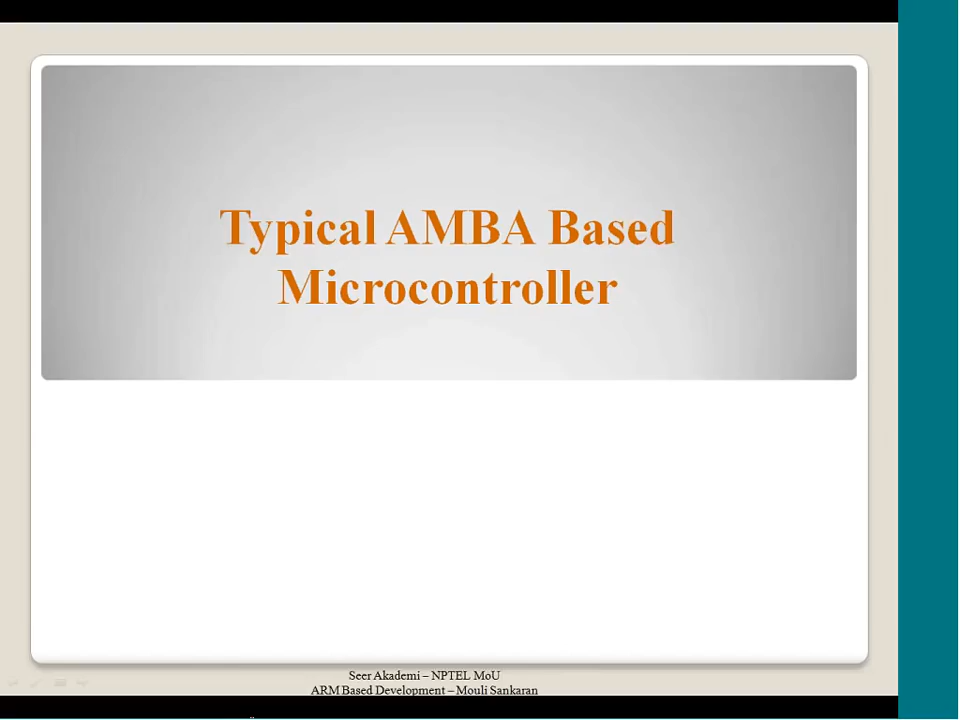 Typical AMBA Based
Microcontroller
Seer Akademi – NPTEL MoU
ARM Based Development – Mouli Sankaran